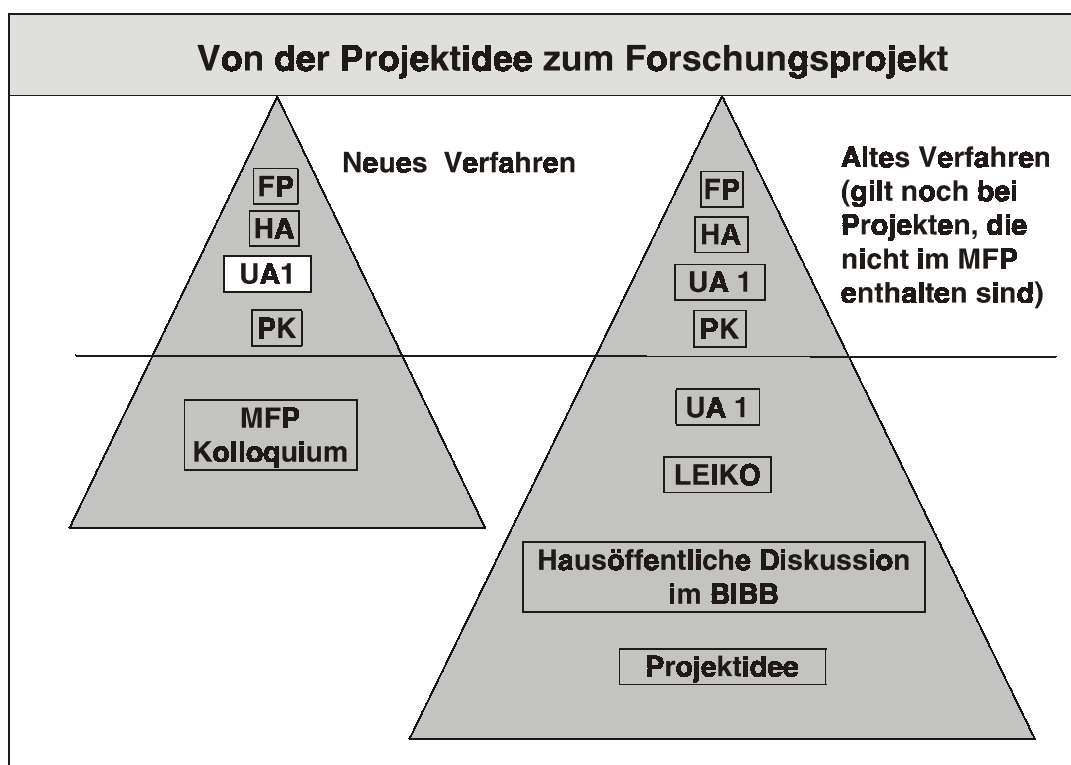 Von der Projektidee zum Forschungsprojekt
Neues Verfahren
FP
HA
UA1
PK
MFP
Kolloquium
Altes Verfahren
(gilt noch bei
Projekten, die
nicht im MFP
enthalten sind)
FP
HA
UA 1
PK
UA 1
LEIKO
Hausöffentliche Diskussion
im BIBB
Projektidee